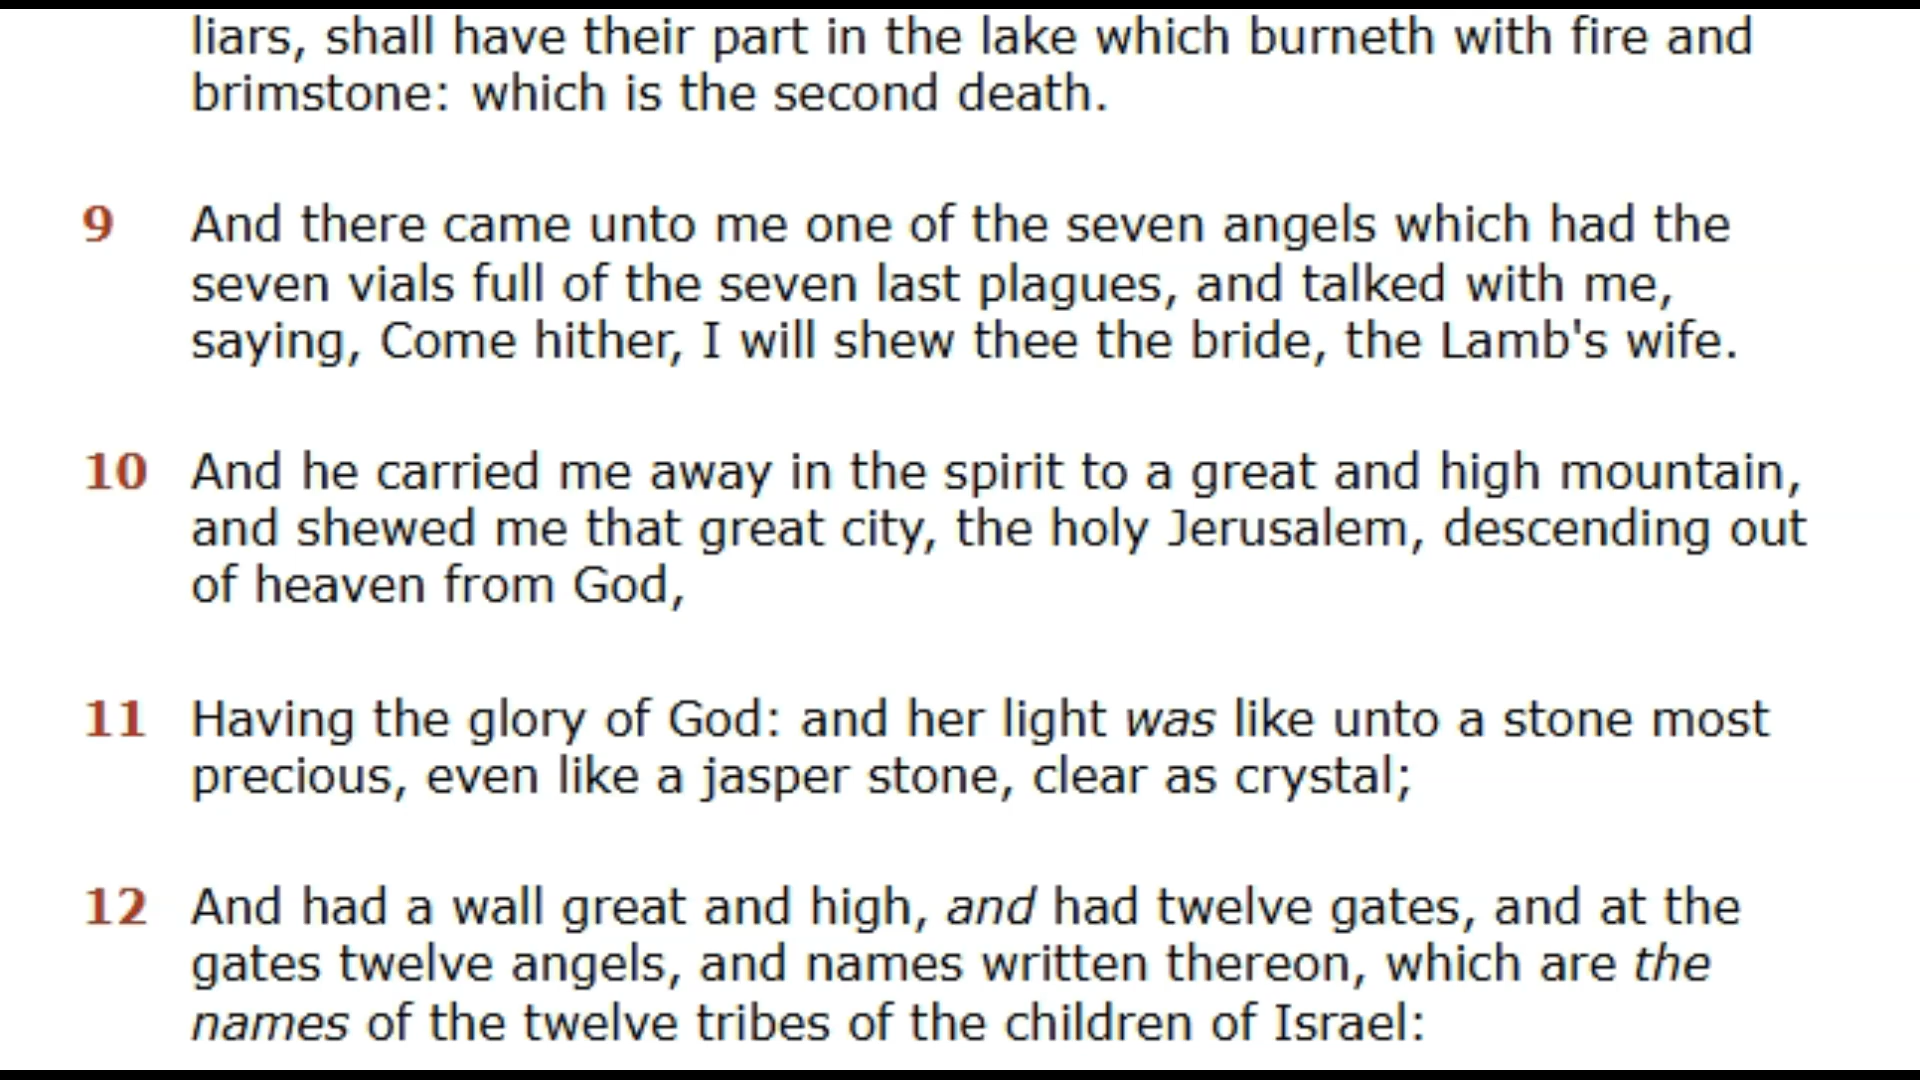 liars, shall have their part in the lake which burneth with fire and
brimstone: which is the second death.
9 And there came unto me one of the seven angels which had the
seven vials full of the seven last plagues, and talked with me,
saying, Come hither, I will shew thee the bride, the Lamb's wife.
10 And he carried me away in the spirit to a great and high mountain,
and shewed me that great city, the holy Jerusalem, descending out
of heaven from God,
11 Having the glory of God: and her light was like unto a stone most
precious, even like a jasper stone, clear as crystal;
12 And had a wall great and high, and had twelve gates, and at the
gates twelve angels, and names written thereon, which are the
names of the twelve tribes of the children of Israel: